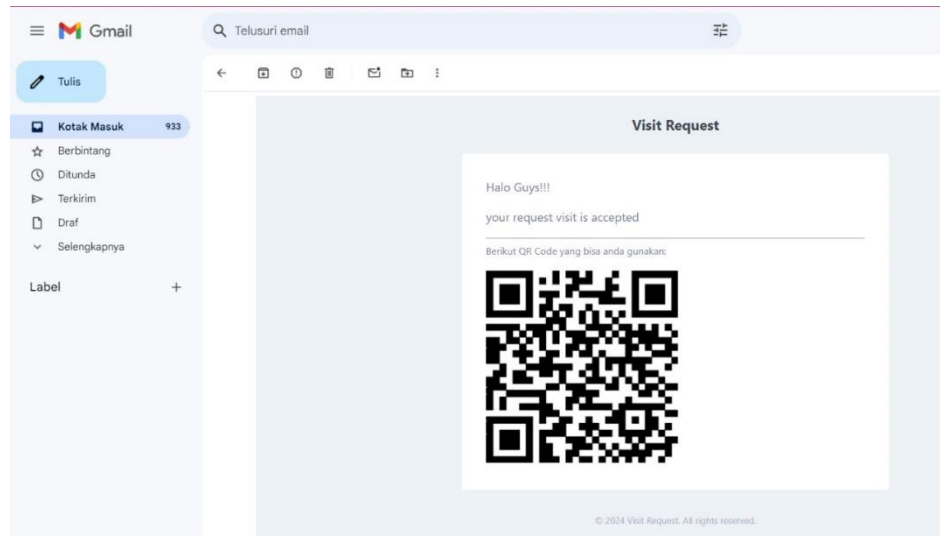 Gmail
Telusuri email
Tulis
Kotak Masuk 933
Berbintang
Ditunda
Terkirim
Draf
Selengkapnya
Label
Visit Request
Halo Guys!!!
your request visit is accepted
Berikut QR Code yang bisa anda gunakan:
© 2024 Visit Request. All rights reserved.